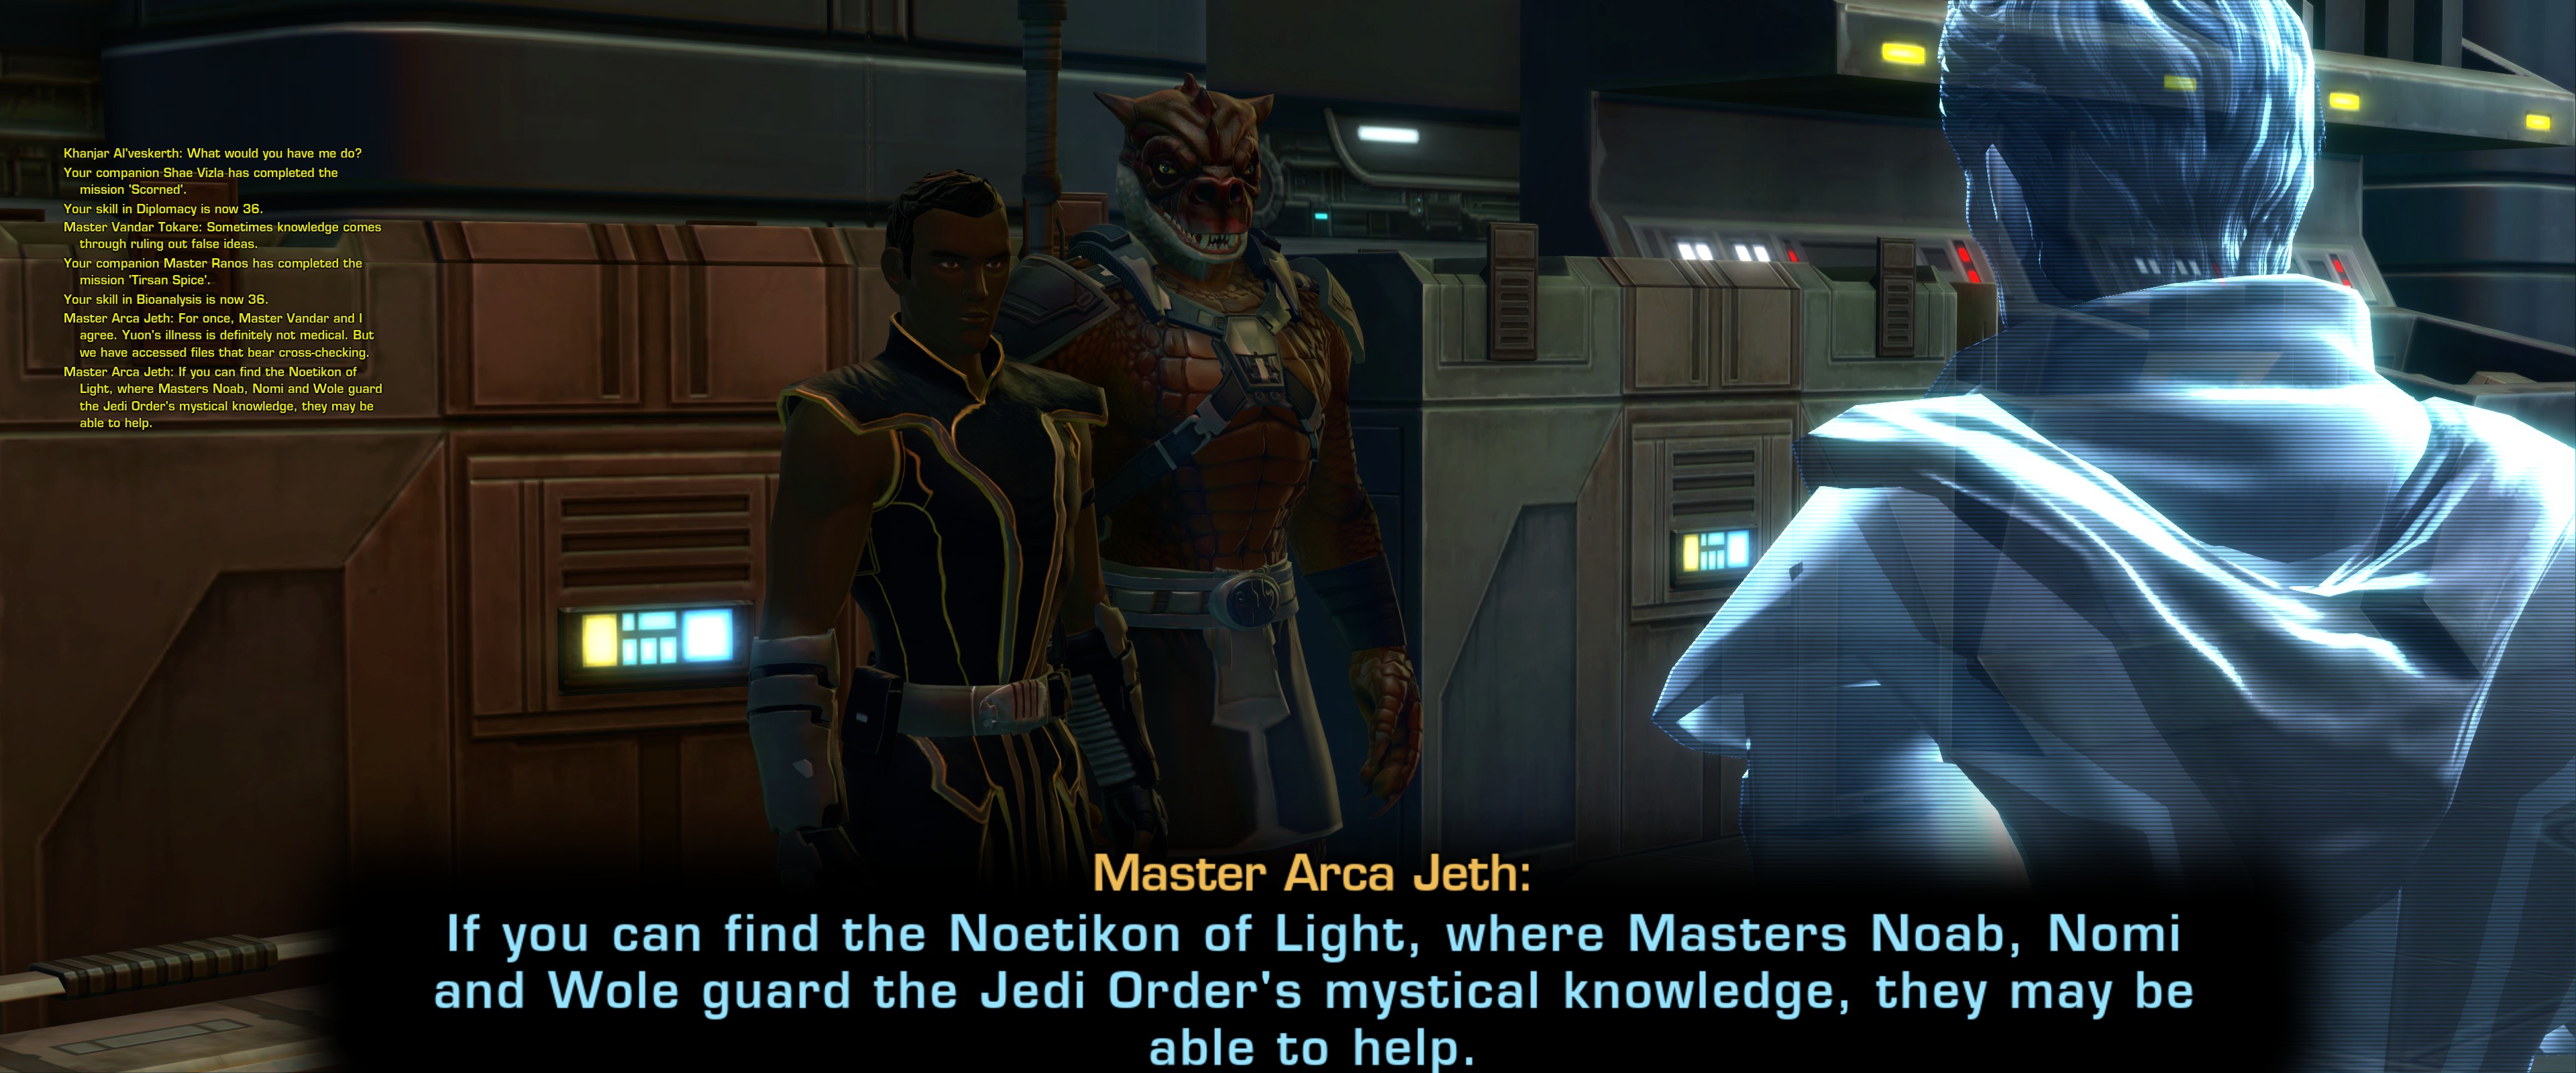 Khanjar Al'veskerth: What would you have me do?
Your companion Shae Vizla has completed the
mission 'Scorned'.
Your skill in Diplomacy is now 36.
Master Vandar Tokare: Sometimes knowledge comes
through ruling out false ideas.
Your companion Master Ranos has completed the
mission 'Tirsan Spice'.
Your skill in Bioanalysis is now 36.
Master Arca Jeth: For once, Master Vandar and I
agree. Yuon's illness is definitely not medical. But
we have accessed files that bear cross-checking.
Master Arca Jeth: If you can find the Noetikon of
Light, where Masters Noab, Nomi and Wole guard
the Jedi Order's mystical knowledge, they may be
able to help.
Master Arca Jeth:
If you can find the Noetikon of Light, where Masters Noab, Nomi
and Wole guard the Jedi Order's mystical knowledge, they may be
able to help.